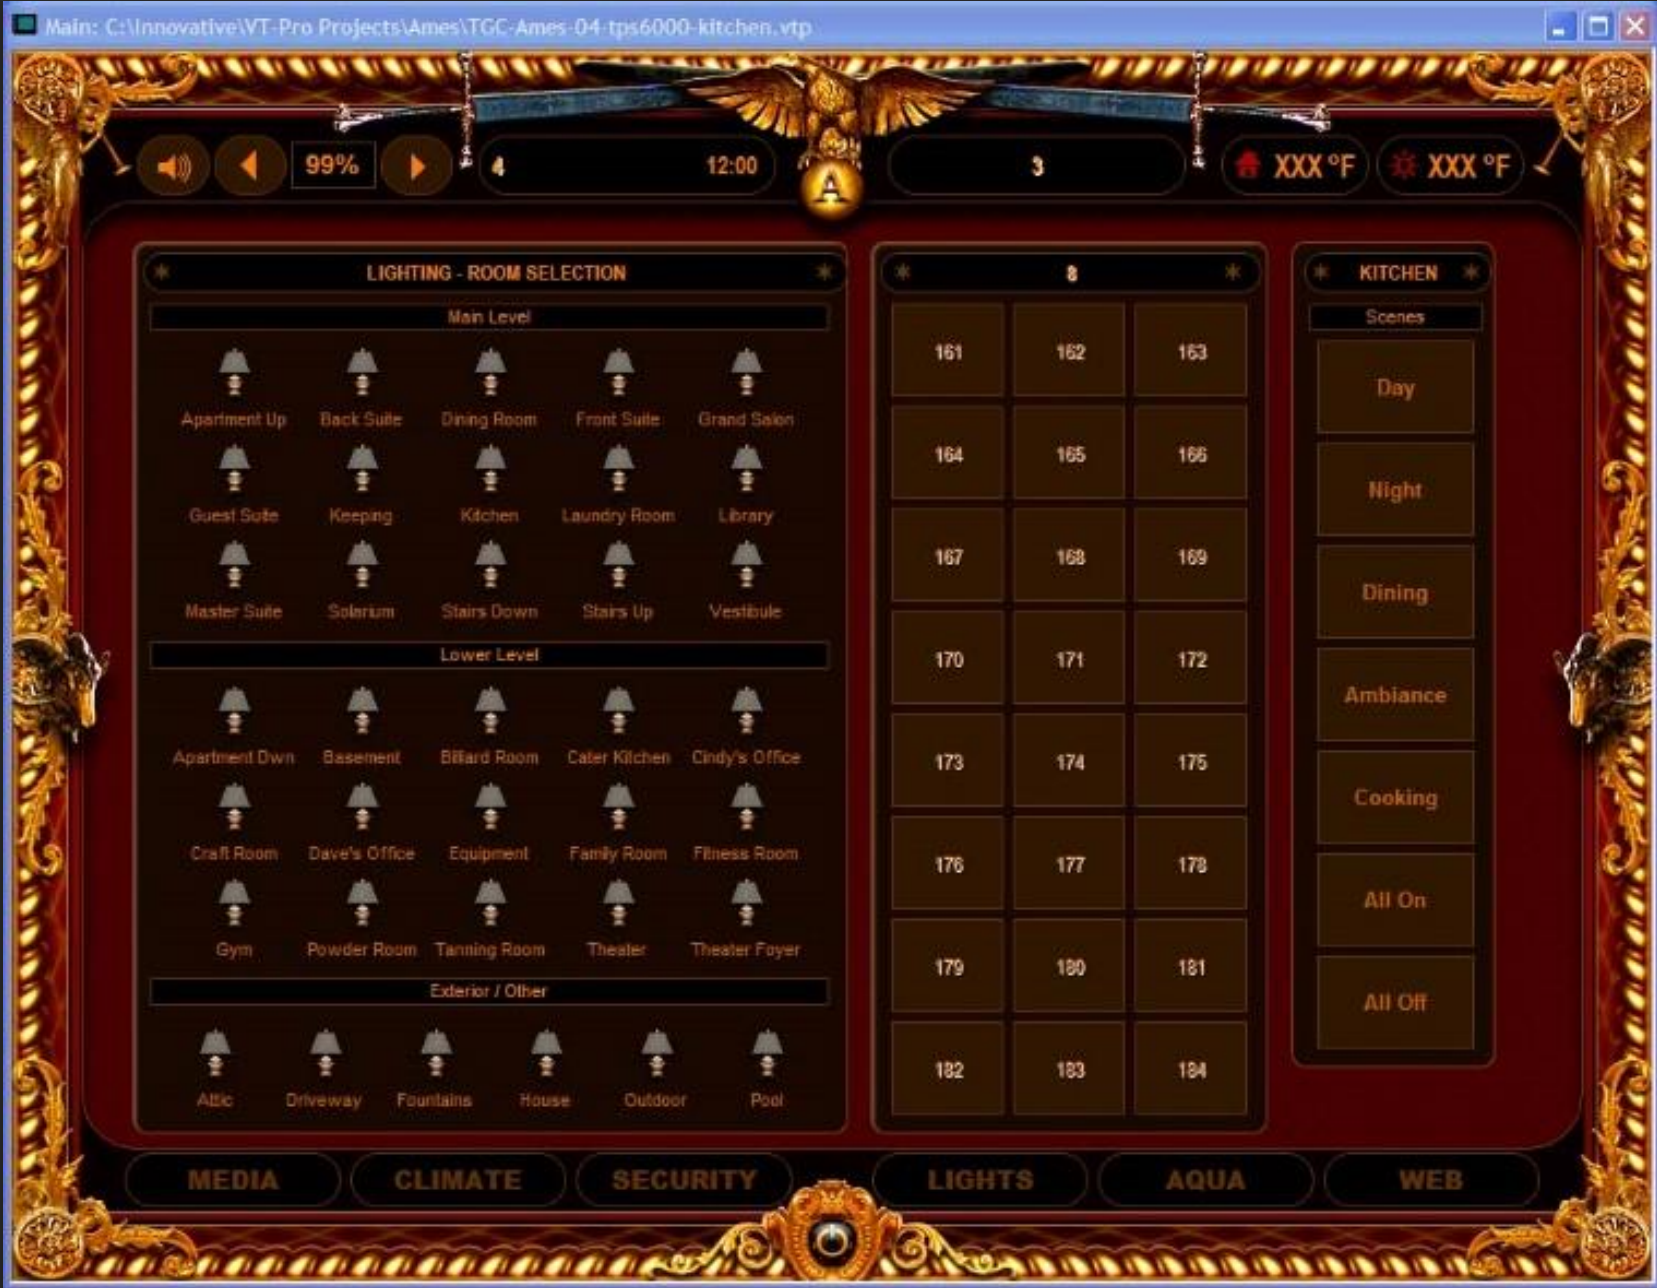 Main: C:\Innovative\VT-Pro Projects\Ames\TGC-Ames-04-tps6000-kitchen.vtp
99% 4 12:00 A 3 XXX °F XXX °F
LIGHTING - ROOM SELECTION
Main Level
Apartment Up Back Suite Dining Room Front Suite Grand Salon
Guest Suite Keeping Kitchen Laundry Room Library
Master Suite Solarium Stairs Down Stairs Up Vestibule
Lower Level
Apartment Dwn Basement Billiard Room Cater Kitchen Cindy's Office
Craft Room Dave's Office Equipment Family Room Fitness Room
Gym Powder Room Tanning Room Theater Theater Foyer
Exterior / Other
Attic Driveway Fountains House Outdoor Pool
8
161 162 163
164 165 166
167 168 169
170 171 172
173 174 175
176 177 178
179 180 181
182 183 184
KITCHEN
Scenes
Day
Night
Dining
Ambiance
Cooking
All On
All Off
MEDIA CLIMATE SECURITY LIGHTS AQUA WEB